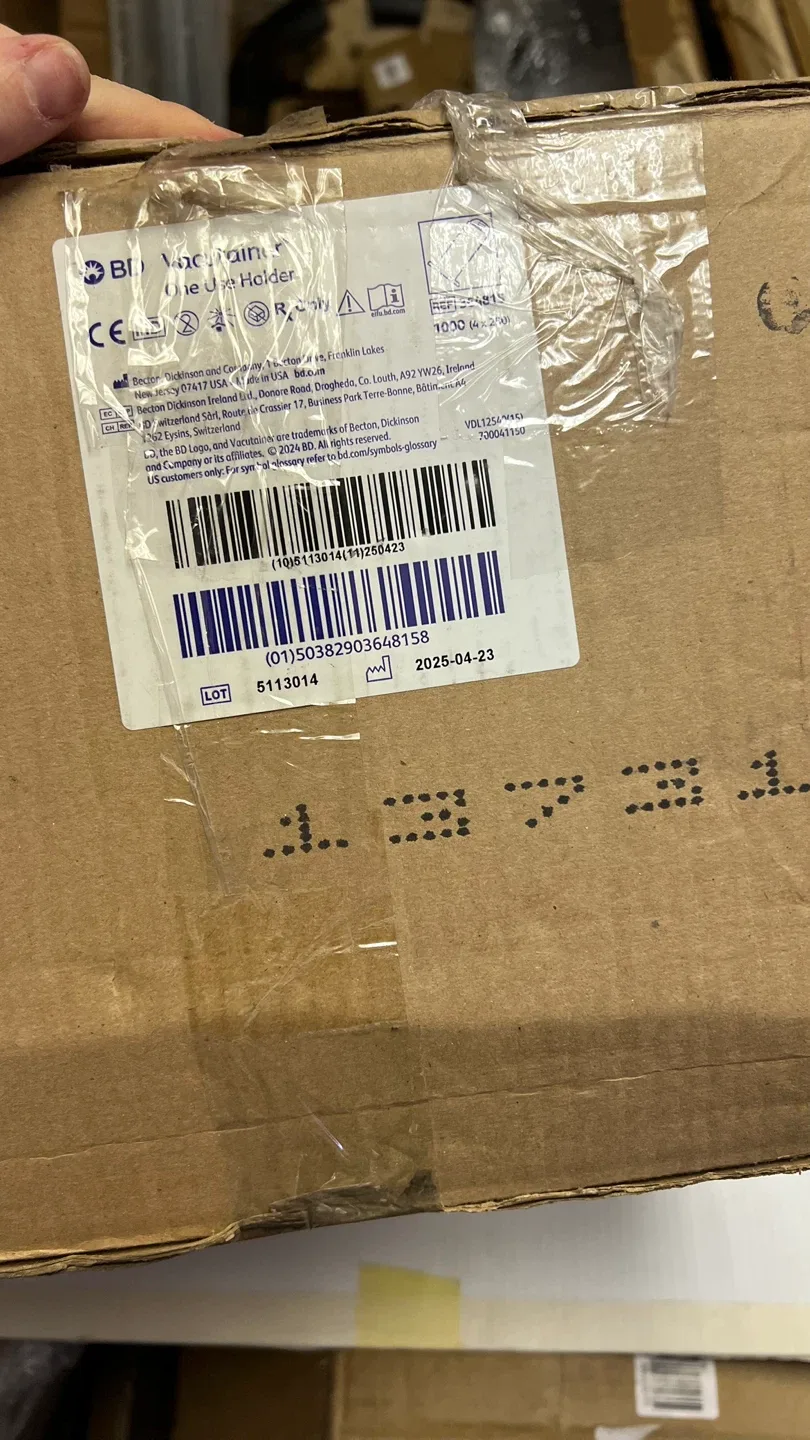 BD Vacutainer
One Use Holder
CE Rx Only
eifu.bd.com
REF
1000 (4 x 250)
Becton, Dickinson and Company, 1 Becton Drive, Franklin Lakes
New Jersey 07417 USA Made in USA bd.com
Becton Dickinson Ireland Ltd., Donore Road, Drogheda, Co. Louth, A92 YW26, Ireland
BD Switzerland Sàrl, Route de Crassier 17, Business Park Terre-Bonne, Bâtiment A4
1262 Eysins, Switzerland
BD, the BD Logo, and Vacutainer are trademarks of Becton, Dickinson
and Company or its affiliates. © 2024 BD. All rights reserved.
US customers only: For symbol glossary refer to bd.com/symbols-glossary
700041150
(10)5113014(11)250423
(01)50382903648158
LOT 5113014 2025-04-23
13731